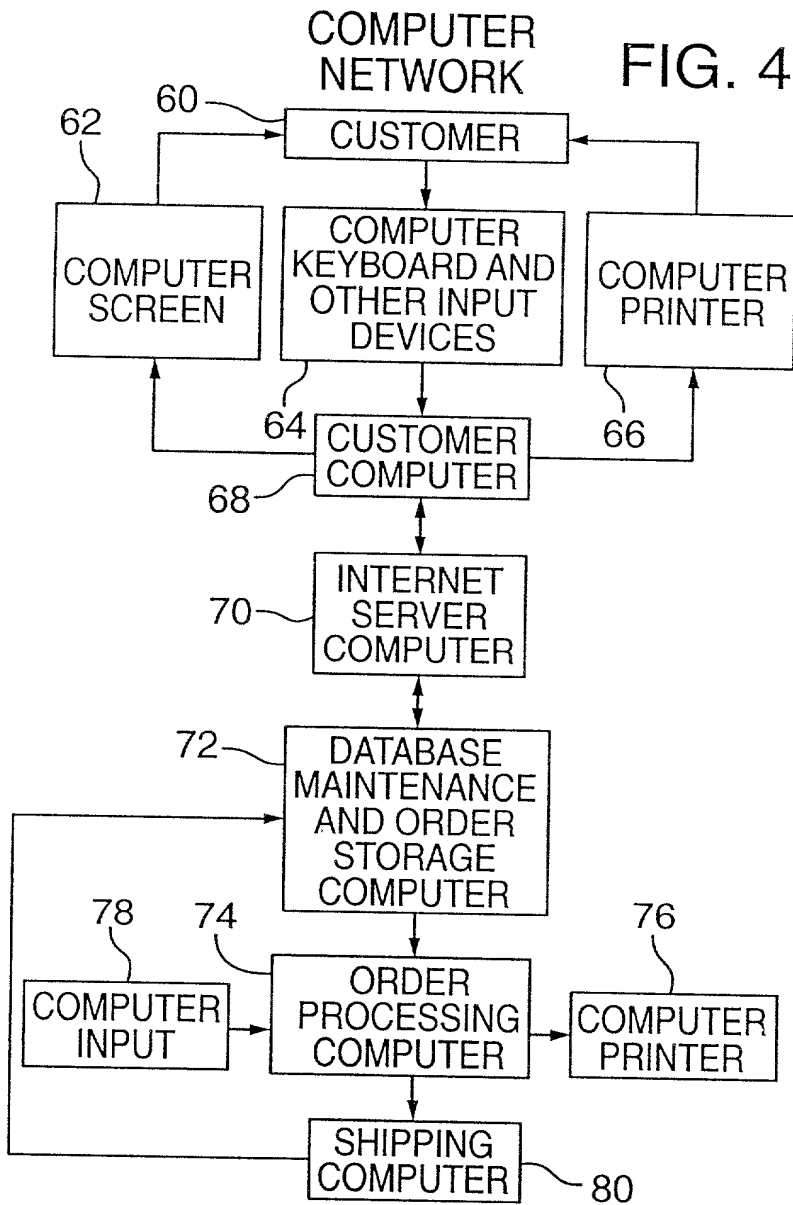 COMPUTER
NETWORK
FIG. 4
60
CUSTOMER
62
COMPUTER
SCREEN
COMPUTER
KEYBOARD AND
OTHER INPUT
DEVICES
64
COMPUTER
PRINTER
66
CUSTOMER
COMPUTER
68
INTERNET
SERVER
COMPUTER
70
72
DATABASE
MAINTENANCE
AND ORDER
STORAGE
COMPUTER
78
COMPUTER
INPUT
74
ORDER
PROCESSING
COMPUTER
76
COMPUTER
PRINTER
SHIPPING
COMPUTER
80